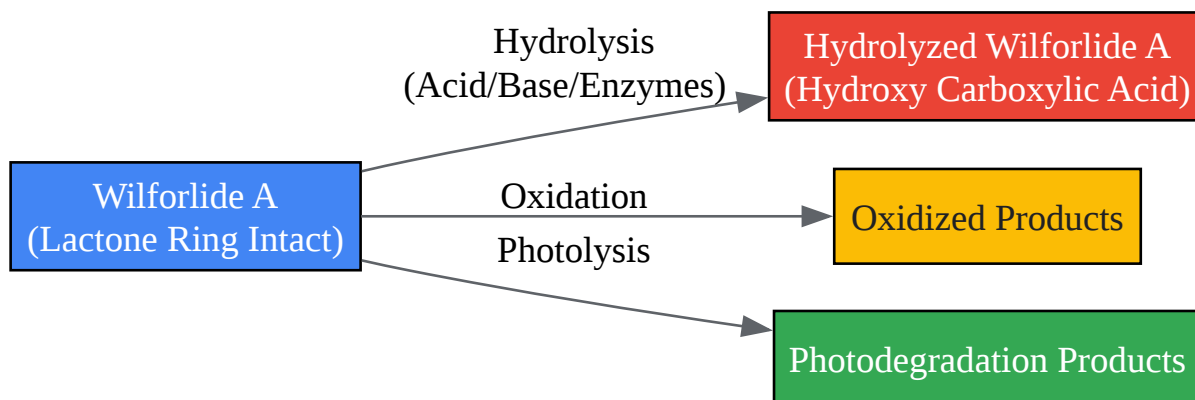 Hydrolysis
(Acid/Base/Enzymes)
Hydrolyzed Wilforlide A
(Hydroxy Carboxylic Acid)
Wilforlide A
(Lactone Ring Intact)
Oxidation
Oxidized Products
Photolysis
Photodegradation Products